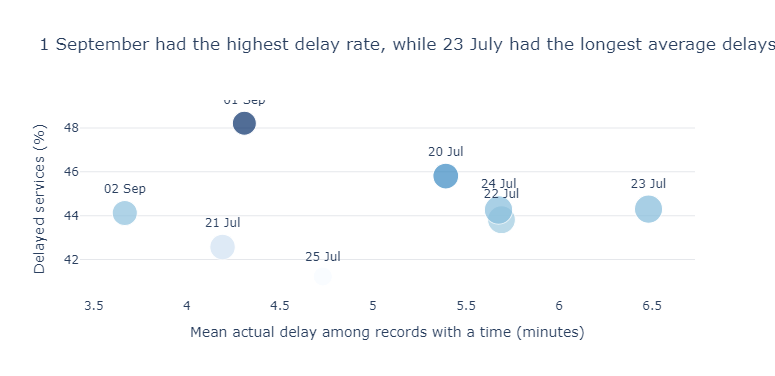 1 September had the highest delay rate, while 23 July had the longest average delays
01 Sep
48
20 Jul
46
24 Jul
23 Jul
02 Sep
22 Jul
44
21 Jul
25 Jul
42
Delayed services (%)
3.5 4 4.5 5 5.5 6 6.5
Mean actual delay among records with a time (minutes)